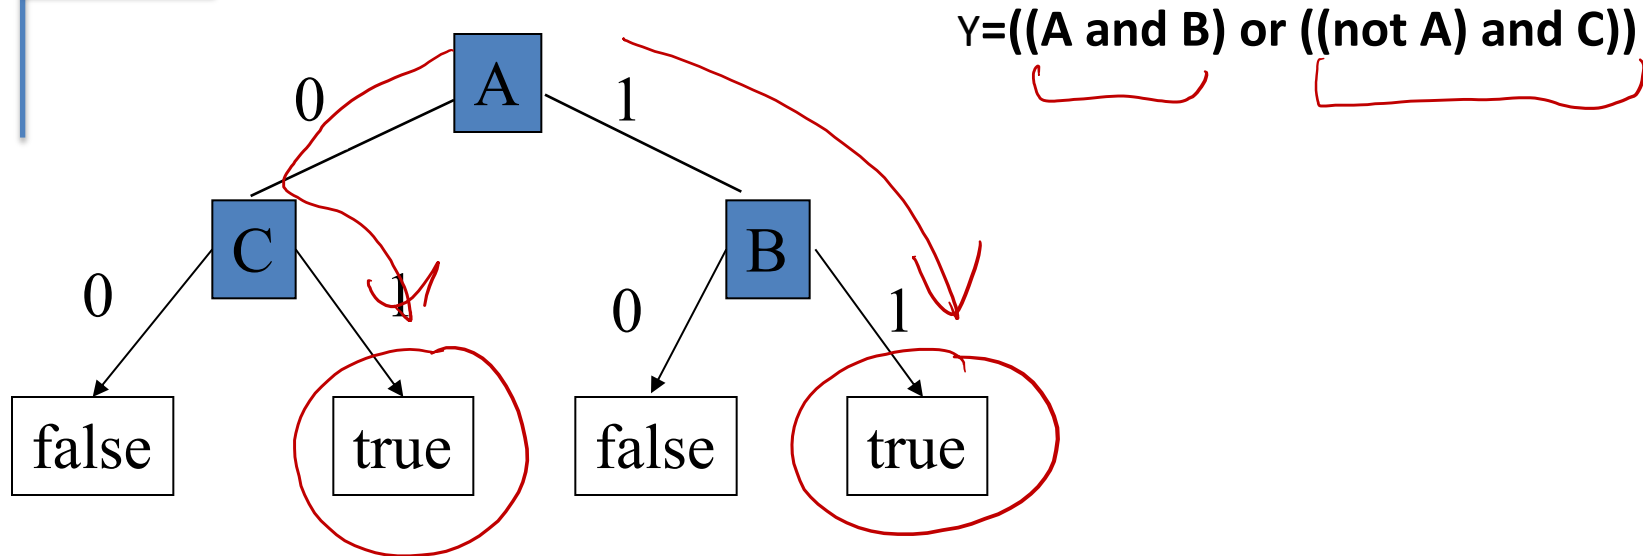 Y=((A and B) or ((not A) and C))
A
0 1
C B
0 1 0 1
false true false true